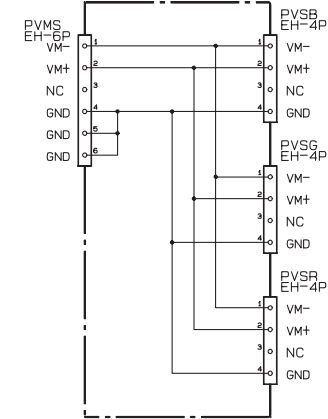 PVMS
EH-6P
VM-
VM+
NC
GND
GND
GND
1
2
3
4
5
6
PVSB
EH-4P
1
VM-
2
VM+
3
NC
4
GND
PVSG
EH-4P
1
VM-
2
VM+
3
NC
4
GND
PVSR
EH-4P
1
VM-
2
VM+
3
NC
4
GND